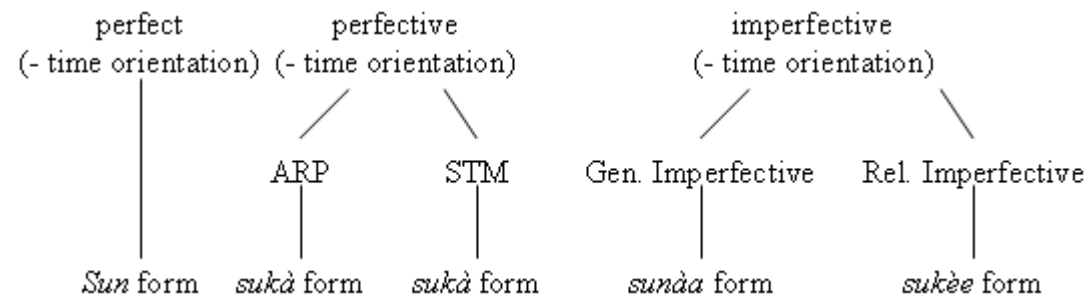 perfect perfective imperfective
(- time orientation) (- time orientation) (- time orientation)
ARP STM Gen. Imperfective Rel. Imperfective
Sun form sukà form sukà form sunàa form sukèe form